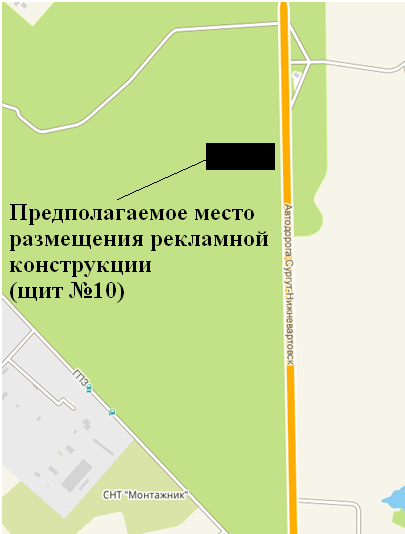 Предполагаемое место
размещения рекламной
конструкции
(щит №10)
Автодорога Сургут-Нижневартовск
ГПЗ
СНТ "Монтажник"